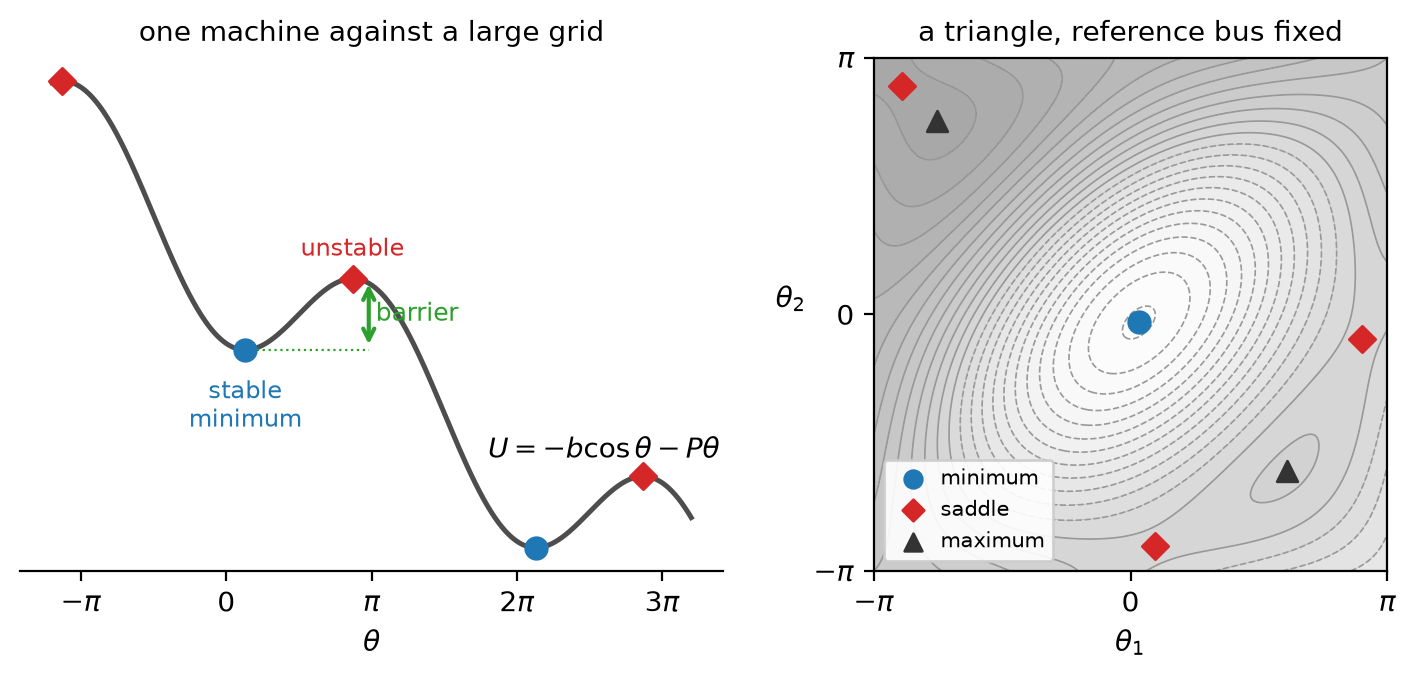 one machine against a large grid
unstable
barrier
stable
minimum
U = −b cos θ − Pθ
−π 0 π 2π 3π
θ
a triangle, reference bus fixed
π
θ₂
0
−π
minimum
saddle
maximum
−π 0 π
θ₁